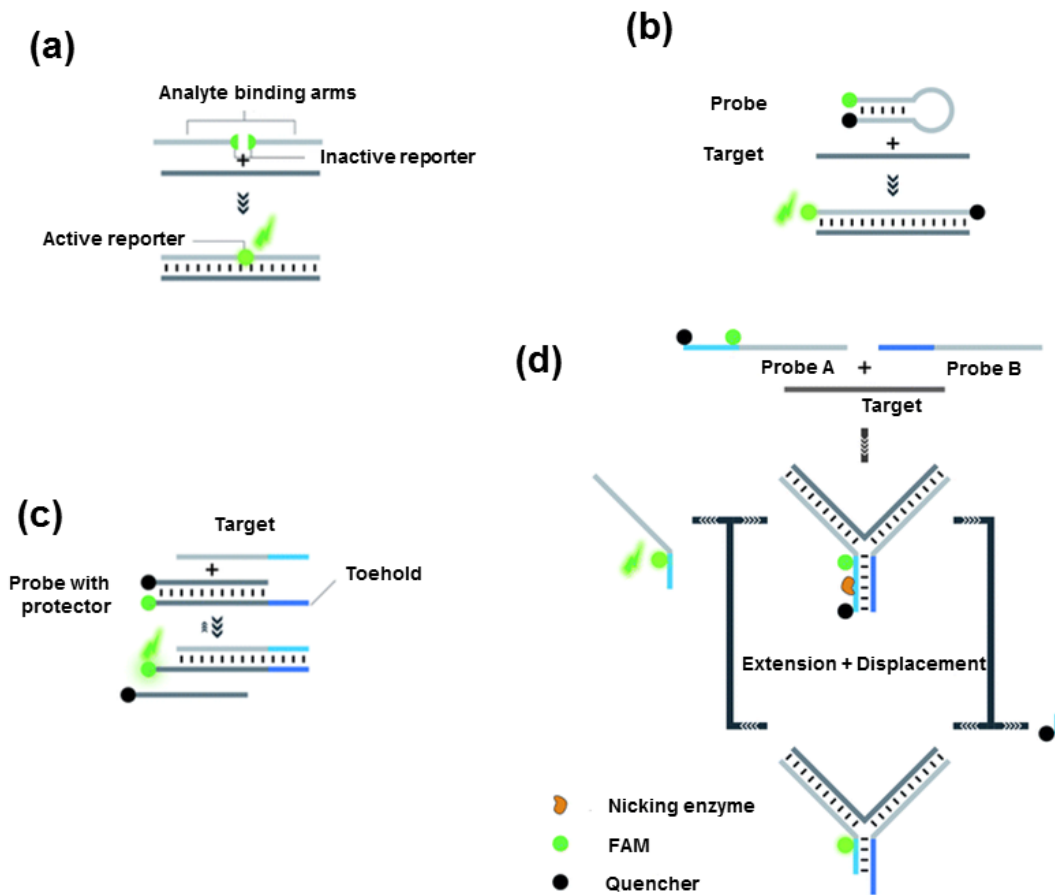 (a)
Analyte binding arms
+
Inactive reporter
Active reporter
(b)
Probe
+
Target
(c)
Target
+
Probe with
protector
Toehold
(d)
Probe A + Probe B
Target
Extension + Displacement
Nicking enzyme
FAM
Quencher